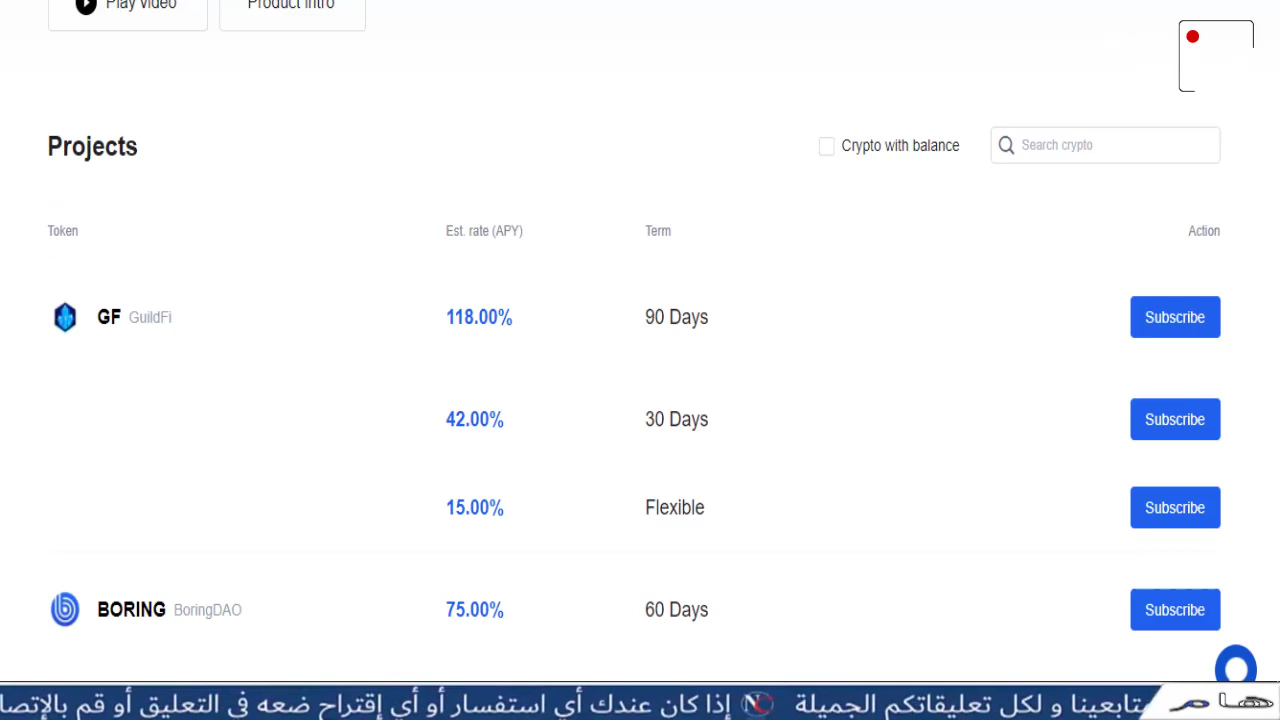 Play video Product intro
Projects
Crypto with balance
Search crypto
Token Est. rate (APY) Term Action
GF GuildFi 118.00% 90 Days Subscribe
42.00% 30 Days Subscribe
15.00% Flexible Subscribe
BORING BoringDAO 75.00% 60 Days Subscribe
متابعينا و لكل تعليقاتكم الجميلة إذا كان عندك أي استفسار أو أي إقتراح ضعه في التعليق أو قم بالإتصا